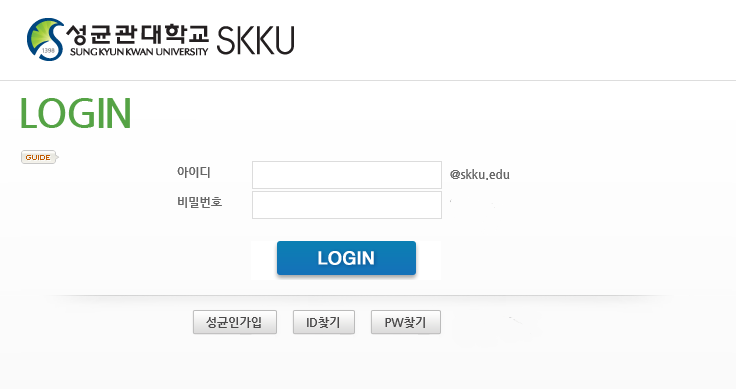 성균관대학교 SKKU
SUNG KYUN KWAN UNIVERSITY
1398
LOGIN
GUIDE
아이디 @skku.edu
비밀번호
LOGIN
성균인가입 ID찾기 PW찾기